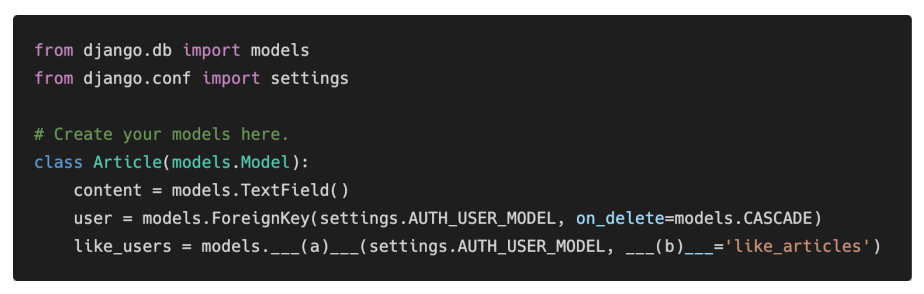 from django.db import models
from django.conf import settings
# Create your models here.
class Article(models.Model):
content = models.TextField()
user = models.ForeignKey(settings.AUTH_USER_MODEL, on_delete=models.CASCADE)
like_users = models.___(a)___(settings.AUTH_USER_MODEL, ___(b)___='like_articles')